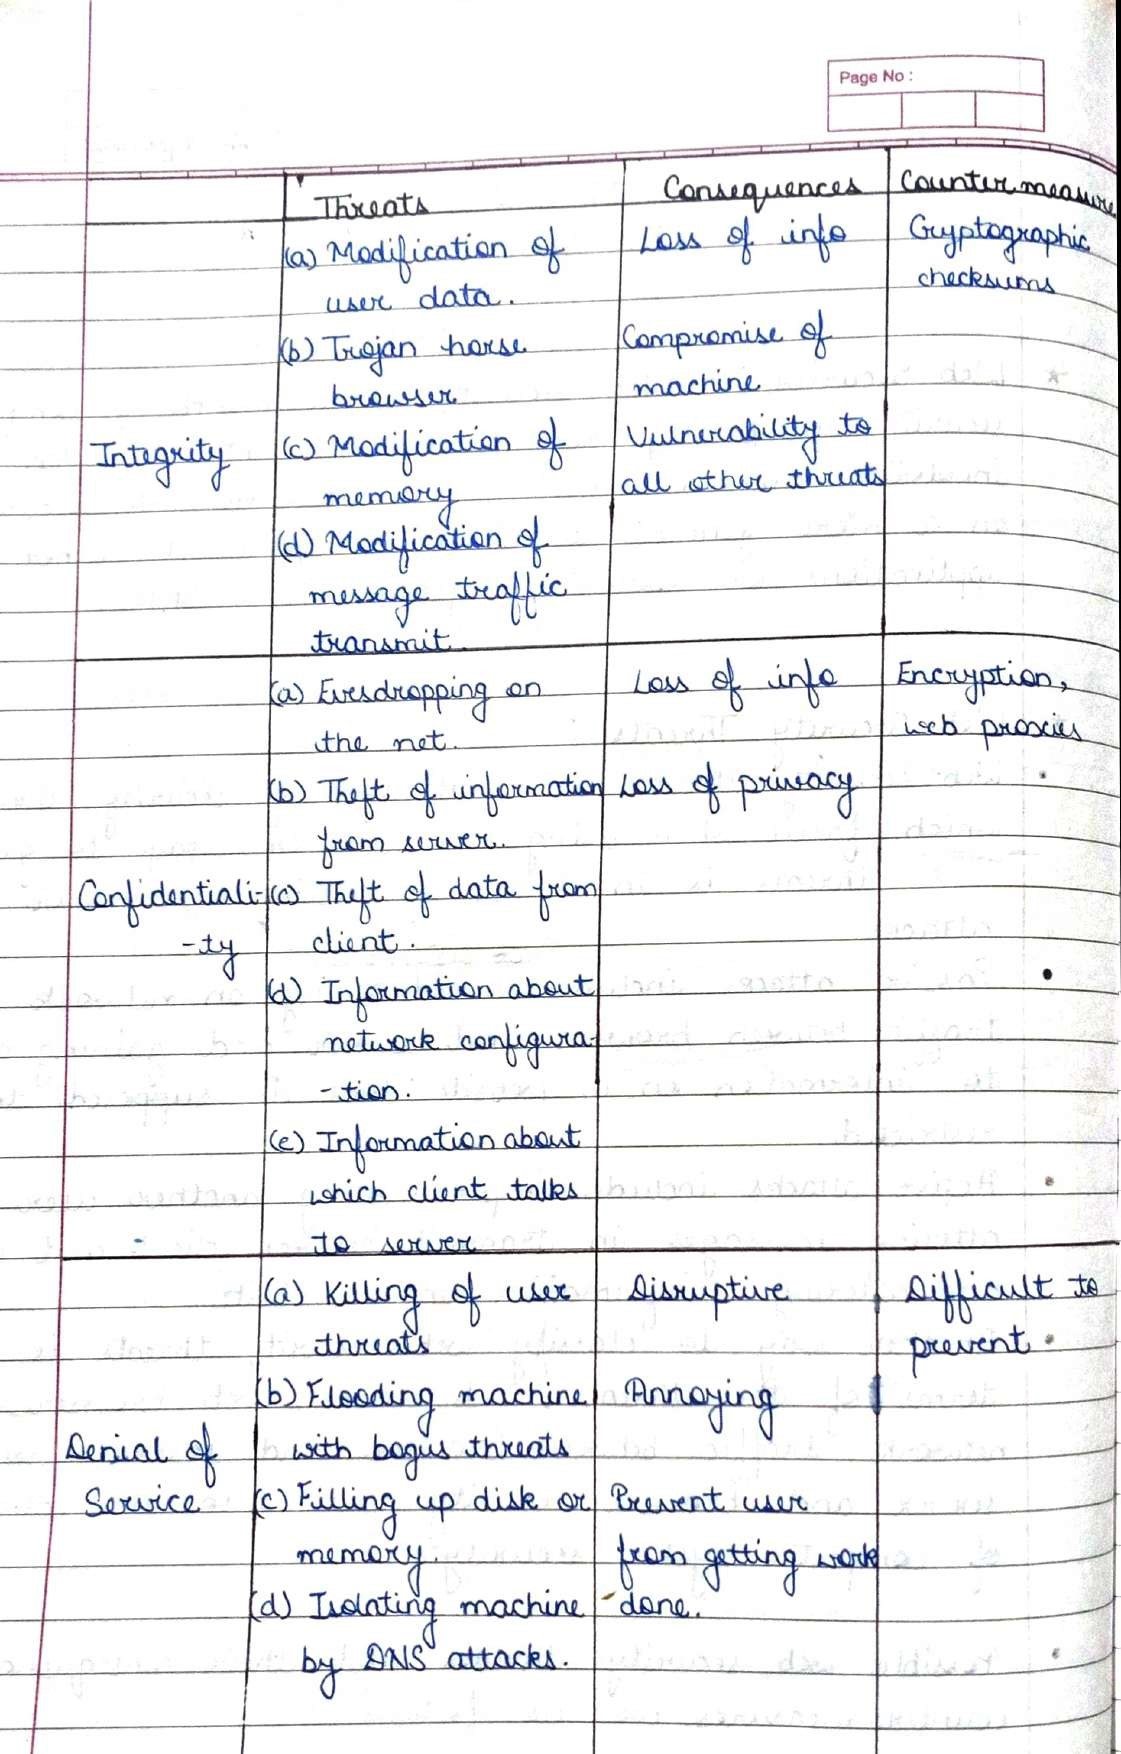 Page No :
Threats Consequences Countermeasure
(a) Modification of Loss of info Cryptographic
user data. checksums
(b) Trojan horse Compromise of
browser machine
Integrity (c) Modification of Vulnerability to
memory all other threats
(d) Modification of
message traffic
transmit.
(a) Evesdropping on Loss of info Encryption,
the net. web proxies
(b) Theft of information Loss of privacy
from server.
Confidentiali- (c) Theft of data from
-ty client.
(d) Information about
network configura-
-tion.
(e) Information about
which client talks
to server
(a) Killing of user Disruptive Difficult to
threats prevent.
(b) Flooding machine Annoying
Denial of with bogus threats
Service (c) Filling up disk or Prevent user
memory. from getting work
(d) Isolating machine done.
by DNS attacks.